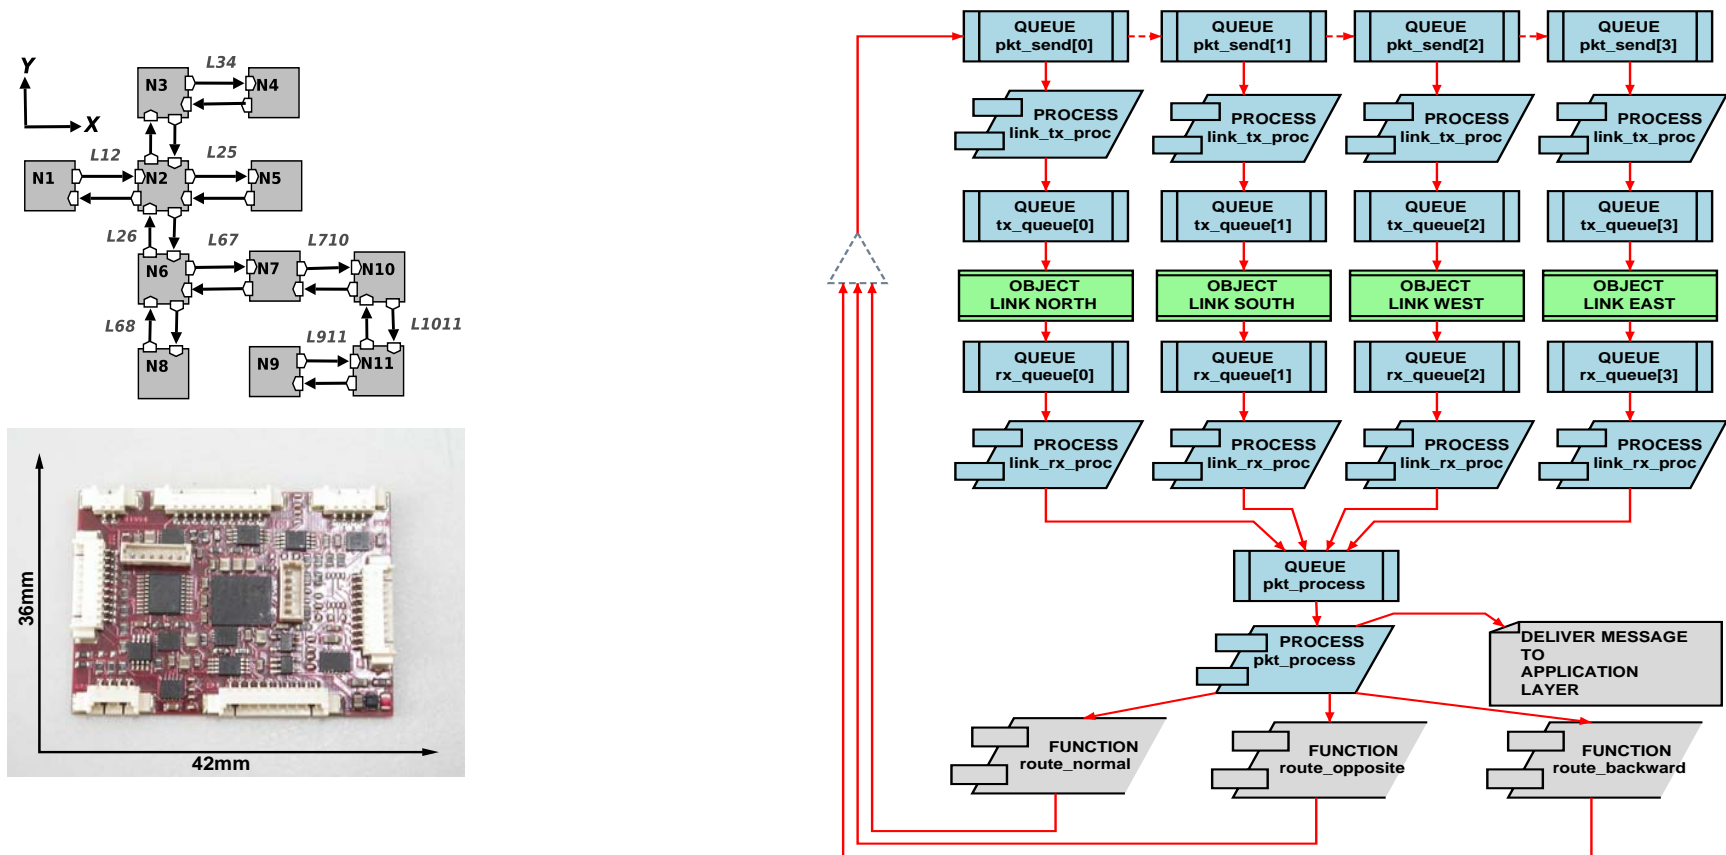 Y
X
N3
L34
N4
N1
L12
N2
L25
N5
L26
N6
L67
N7
L710
N10
L68
L1011
N8
N9
L911
N11
36mm
42mm
QUEUE
pkt_send[0]
QUEUE
pkt_send[1]
QUEUE
pkt_send[2]
QUEUE
pkt_send[3]
PROCESS
link_tx_proc
PROCESS
link_tx_proc
PROCESS
link_tx_proc
PROCESS
link_tx_proc
QUEUE
tx_queue[0]
QUEUE
tx_queue[1]
QUEUE
tx_queue[2]
QUEUE
tx_queue[3]
OBJECT
LINK NORTH
OBJECT
LINK SOUTH
OBJECT
LINK WEST
OBJECT
LINK EAST
QUEUE
rx_queue[0]
QUEUE
rx_queue[1]
QUEUE
rx_queue[2]
QUEUE
rx_queue[3]
PROCESS
link_rx_proc
PROCESS
link_rx_proc
PROCESS
link_rx_proc
PROCESS
link_rx_proc
QUEUE
pkt_process
PROCESS
pkt_process
DELIVER MESSAGE
TO
APPLICATION
LAYER
FUNCTION
route_normal
FUNCTION
route_opposite
FUNCTION
route_backward